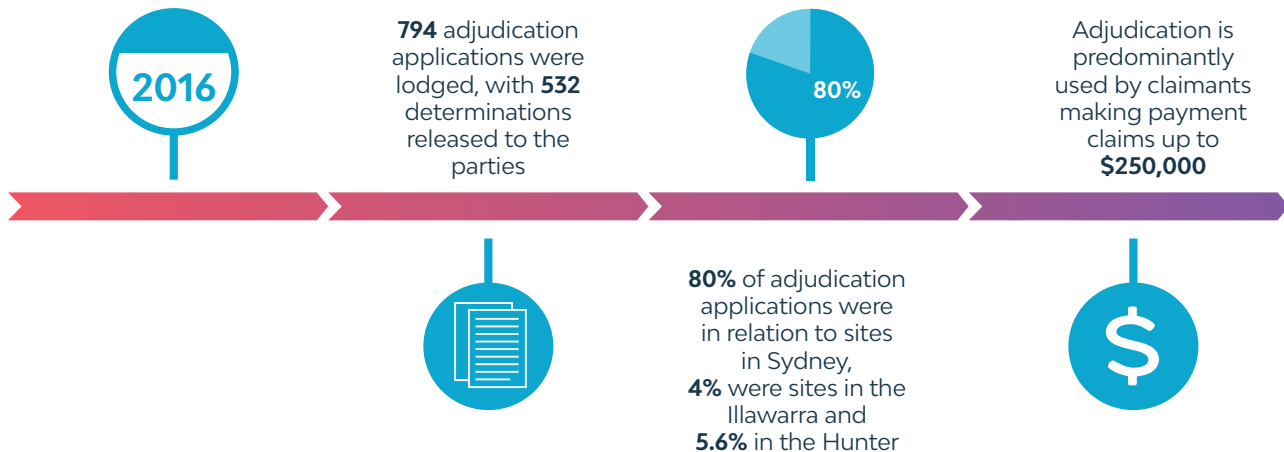 2016
794 adjudication
applications were
lodged, with 532
determinations
released to the
parties
80%
80% of adjudication
applications were
in relation to sites
in Sydney,
4% were sites in the
Illawarra and
5.6% in the Hunter
Adjudication is
predominantly
used by claimants
making payment
claims up to
$250,000
$